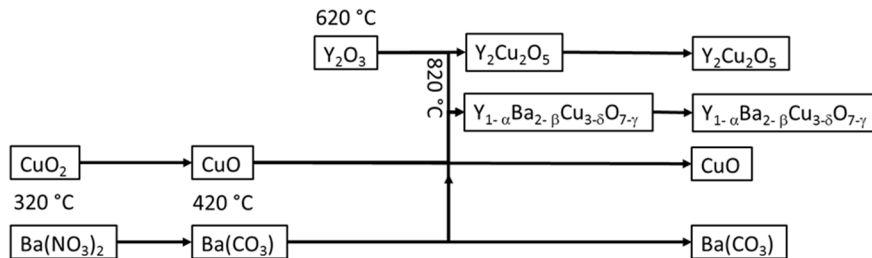 620 °C
Y₂O₃
Y₂Cu₂O₅
Y₂Cu₂O₅
820 °C
Y₁₋ αBa₂₋ βCu₃₋δO₇₋γ
Y₁₋ αBa₂₋ βCu₃₋δO₇₋γ
CuO₂
CuO
CuO
320 °C
420 °C
Ba(NO₃)₂
Ba(CO₃)
Ba(CO₃)